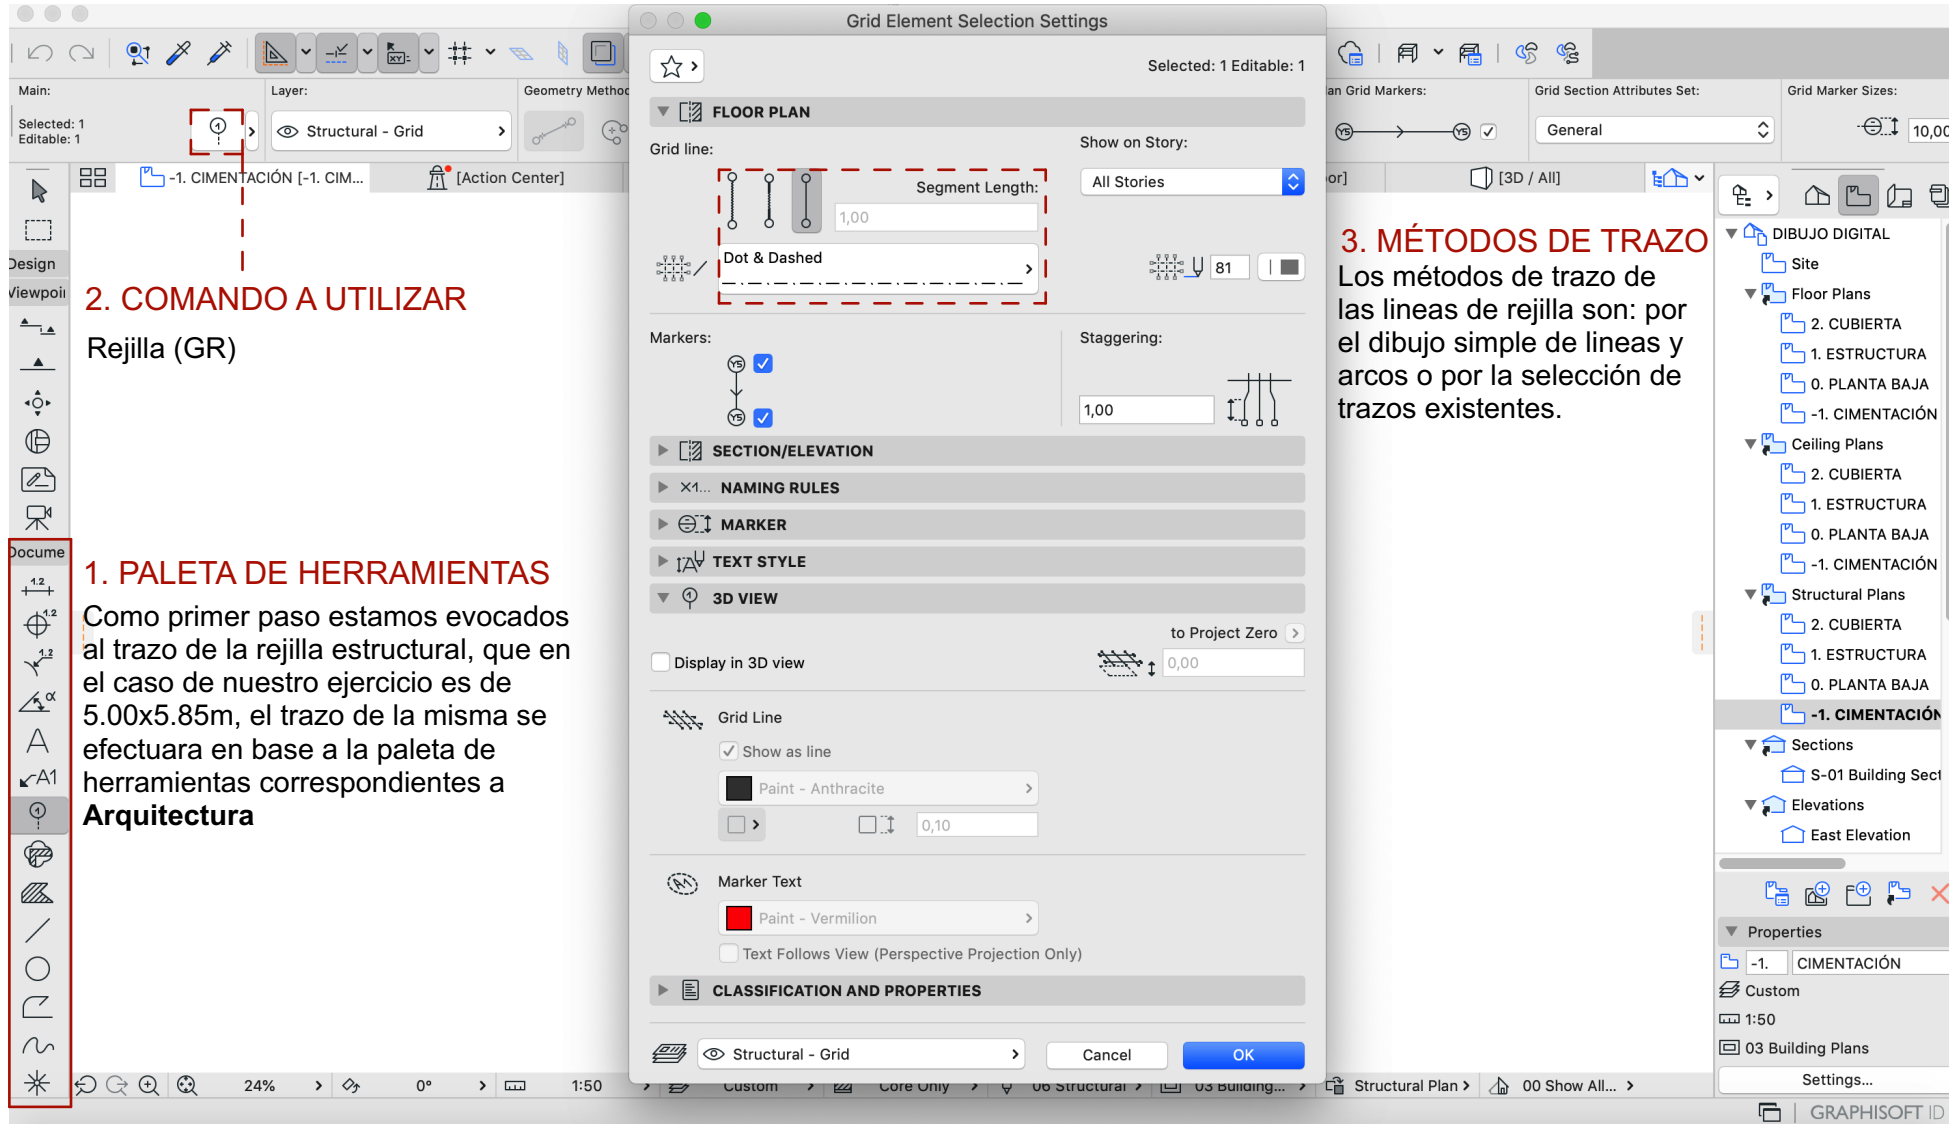 Grid Element Selection Settings
Selected: 1 Editable: 1
Main:
Selected: 1
Editable: 1
Layer:
Structural - Grid
Geometry Method
Grid Markers:
Grid Section Attributes Set:
General
Grid Marker Sizes:
10,00
-1. CIMENTACIÓN [-1. CIM...
[Action Center]
[3D / All]
FLOOR PLAN
Grid line:
Segment Length:
1,00
Dot & Dashed
Show on Story:
All Stories
81
Markers:
Staggering:
1,00
SECTION/ELEVATION
X1... NAMING RULES
MARKER
TEXT STYLE
3D VIEW
to Project Zero
Display in 3D view
0,00
Grid Line
Show as line
Paint - Anthracite
0,10
Marker Text
Paint - Vermilion
Text Follows View (Perspective Projection Only)
CLASSIFICATION AND PROPERTIES
Structural - Grid
Cancel
OK
Design
Viewpoi
Docume
2. COMANDO A UTILIZAR
Rejilla (GR)
1. PALETA DE HERRAMIENTAS
Como primer paso estamos evocados
al trazo de la rejilla estructural, que en
el caso de nuestro ejercicio es de
5.00x5.85m, el trazo de la misma se
efectuara en base a la paleta de
herramientas correspondientes a
Arquitectura
3. MÉTODOS DE TRAZO
Los métodos de trazo de
las lineas de rejilla son: por
el dibujo simple de lineas y
arcos o por la selección de
trazos existentes.
DIBUJO DIGITAL
Site
Floor Plans
2. CUBIERTA
1. ESTRUCTURA
0. PLANTA BAJA
-1. CIMENTACIÓN
Ceiling Plans
2. CUBIERTA
1. ESTRUCTURA
0. PLANTA BAJA
-1. CIMENTACIÓN
Structural Plans
2. CUBIERTA
1. ESTRUCTURA
0. PLANTA BAJA
-1. CIMENTACIÓN
Sections
S-01 Building Sect
Elevations
East Elevation
Properties
-1. CIMENTACIÓN
Custom
1:50
03 Building Plans
Settings...
24%
0°
1:50
Custom
Core Only
06 Structural
03 Building...
Structural Plan
00 Show All...
GRAPHISOFT ID